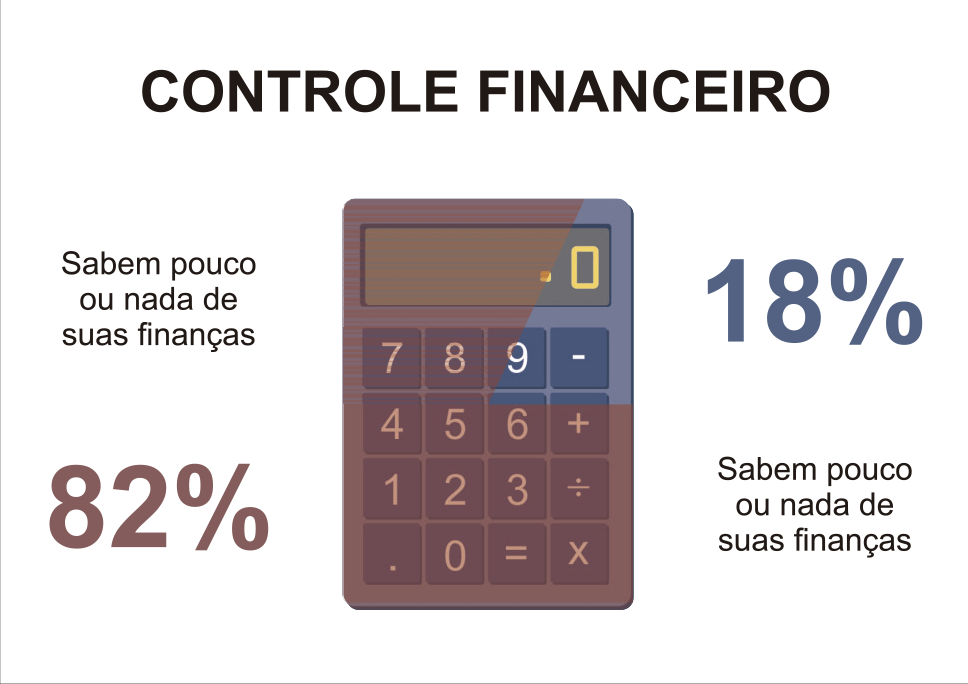 CONTROLE FINANCEIRO
Sabem pouco
ou nada de
suas finanças
82%
.0
7 8 9 -
4 5 6 +
1 2 3 ÷
. 0 = x
18%
Sabem pouco
ou nada de
suas finanças